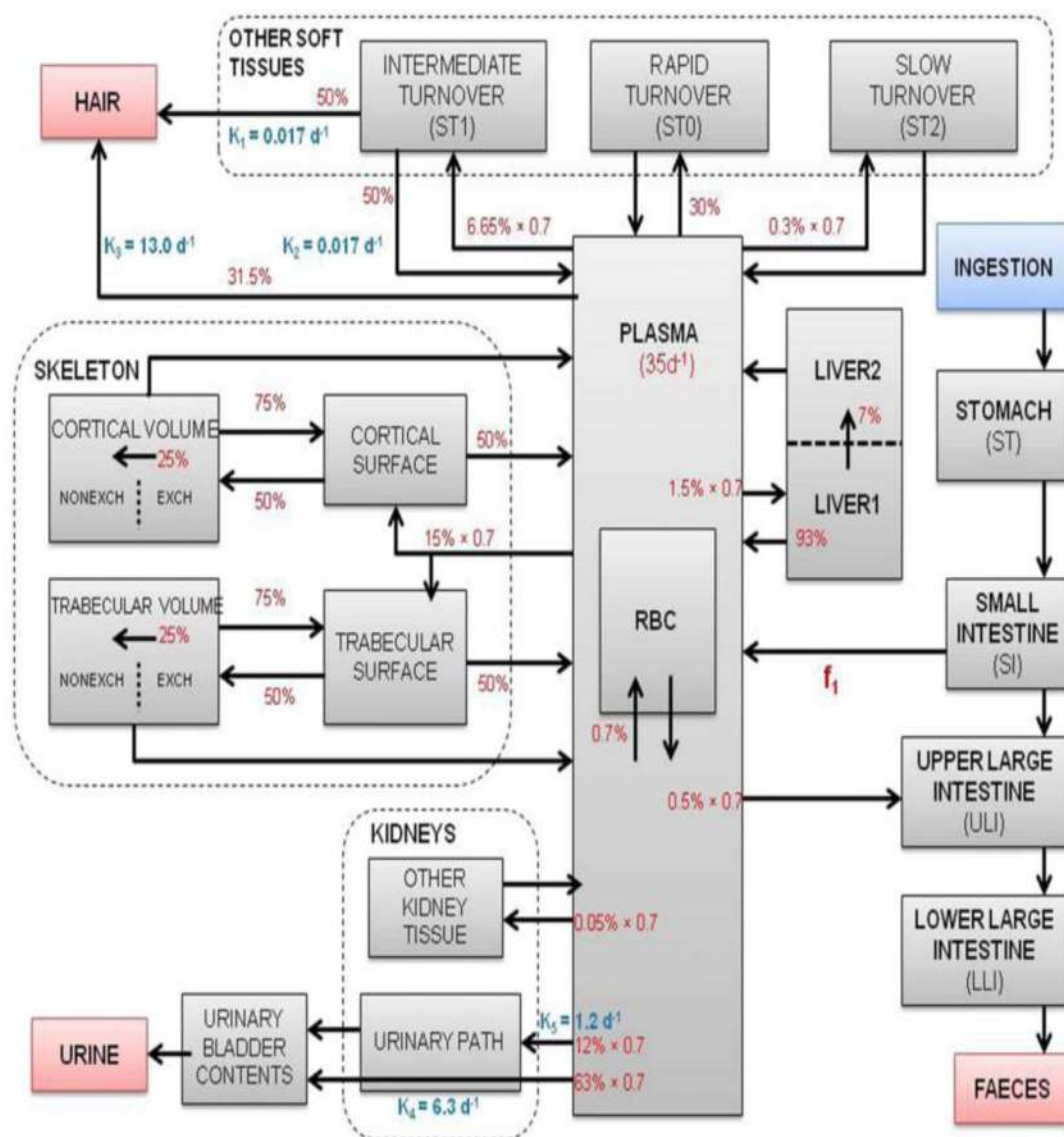 OTHER SOFT
TISSUES
INTERMEDIATE
TURNOVER
(ST1)
RAPID
TURNOVER
(ST0)
SLOW
TURNOVER
(ST2)
HAIR
50%
K₁ = 0.017 d⁻¹
50%
6.65% × 0.7
30%
0.3% × 0.7
K₃ = 13.0 d⁻¹
K₂ = 0.017 d⁻¹
31.5%
INGESTION
PLASMA
(35d⁻¹)
LIVER2
7%
LIVER1
1.5% × 0.7
93%
STOMACH
(ST)
SKELETON
CORTICAL VOLUME
25%
NONEXCH
EXCH
75%
50%
CORTICAL
SURFACE
50%
15% × 0.7
TRABECULAR VOLUME
25%
NONEXCH
EXCH
75%
50%
TRABECULAR
SURFACE
50%
RBC
0.7%
SMALL
INTESTINE
(SI)
f₁
0.5% × 0.7
UPPER LARGE
INTESTINE
(ULI)
KIDNEYS
OTHER
KIDNEY
TISSUE
0.05% × 0.7
LOWER LARGE
INTESTINE
(LLI)
K₅ = 1.2 d⁻¹
12% × 0.7
63% × 0.7
URINARY PATH
K₄ = 6.3 d⁻¹
URINARY
BLADDER
CONTENTS
URINE
FAECES